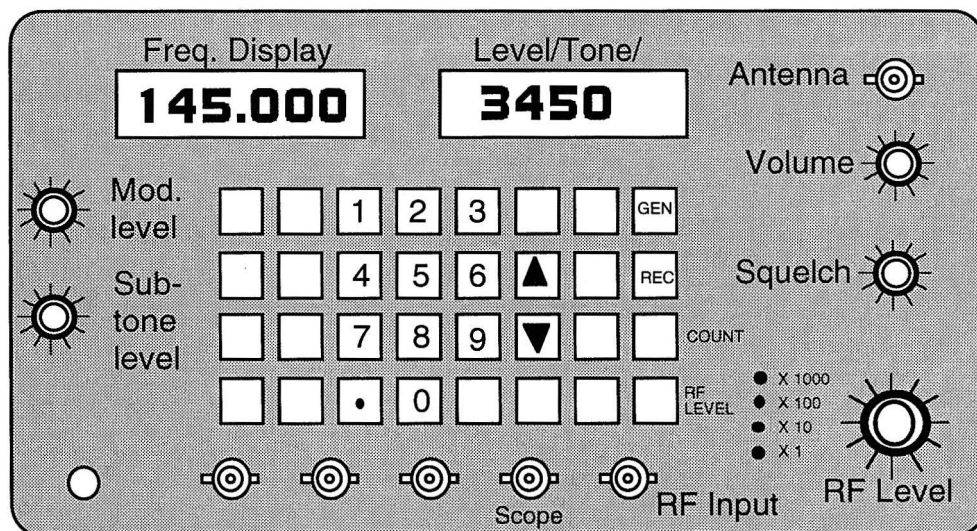 Freq. Display
Level/Tone/
145.000
3450
Antenna
Volume
Mod.
level
1 2 3 GEN
Squelch
Sub-
tone
level
4 5 6 ▲ REC
7 8 9 ▼ COUNT
• 0 RF
LEVEL
X 1000
X 100
X 10
X 1
RF Level
Scope
RF Input